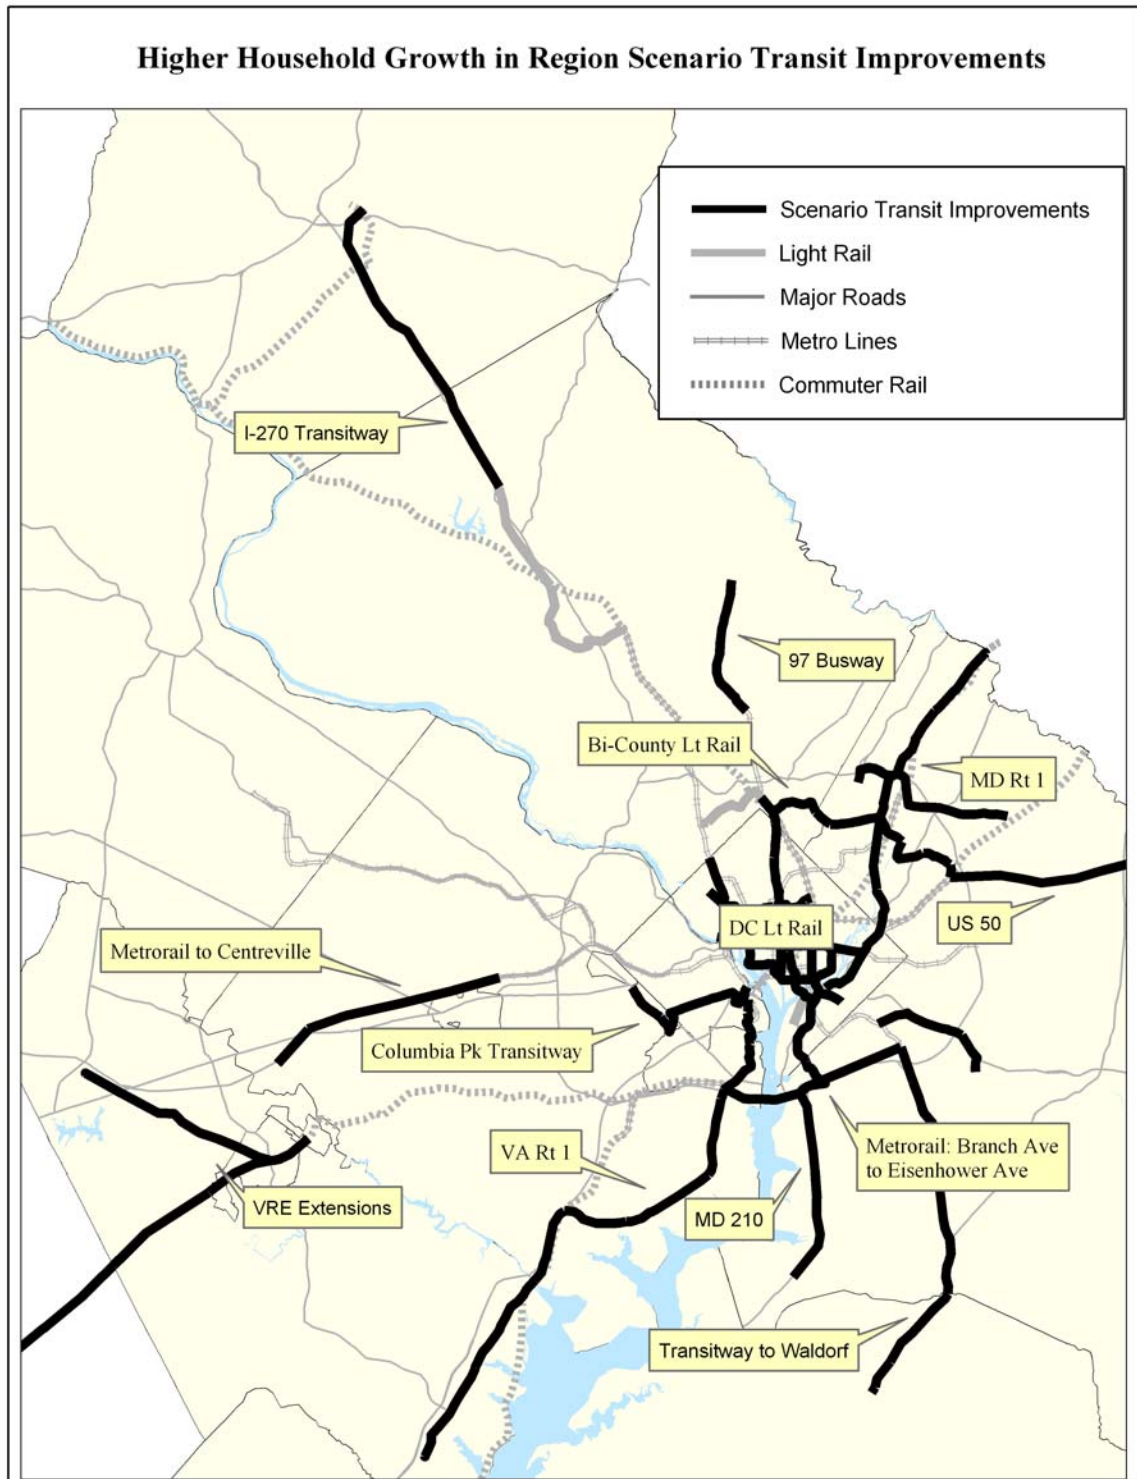 Higher Household Growth in Region Scenario Transit Improvements
Scenario Transit Improvements
Light Rail
Major Roads
Metro Lines
Commuter Rail
I-270 Transitway
97 Busway
Bi-County Lt Rail
MD Rt 1
DC Lt Rail
US 50
Metrorail to Centreville
Columbia Pk Transitway
VA Rt 1
Metrorail: Branch Ave
to Eisenhower Ave
VRE Extensions
MD 210
Transitway to Waldorf